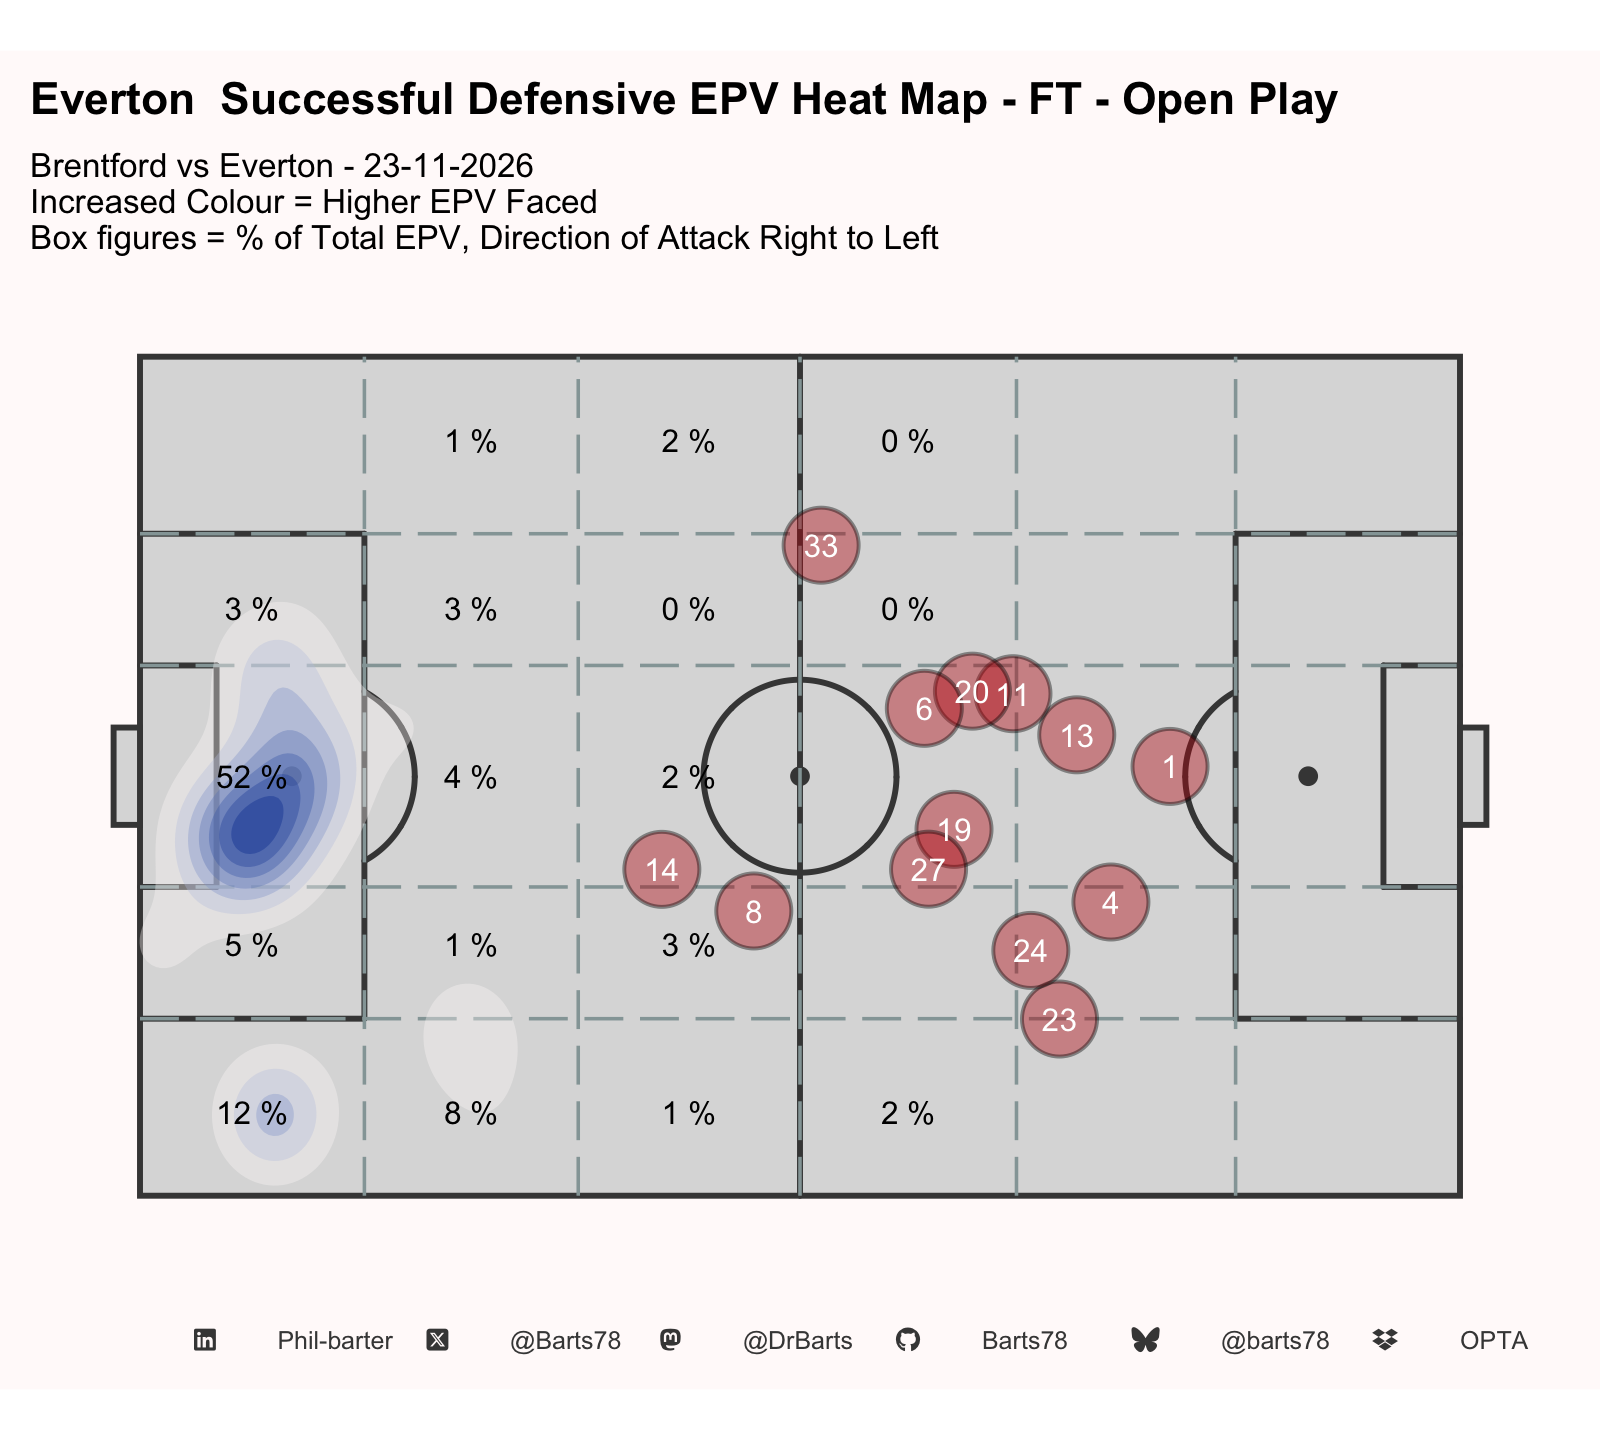 Everton  Successful Defensive EPV Heat Map - FT - Open Play
Brentford vs Everton - 23-11-2026
Increased Colour = Higher EPV Faced
Box figures = % of Total EPV, Direction of Attack Right to Left
1 % 2 % 0 %
33
3 % 3 % 0 % 0 %
6 20 11
13
1
52 % 4 % 2 %
19
14 27
8 4
5 % 1 % 3 % 24
23
12 % 8 % 1 % 2 %
Phil-barter @Barts78 @DrBarts Barts78 @barts78 OPTA